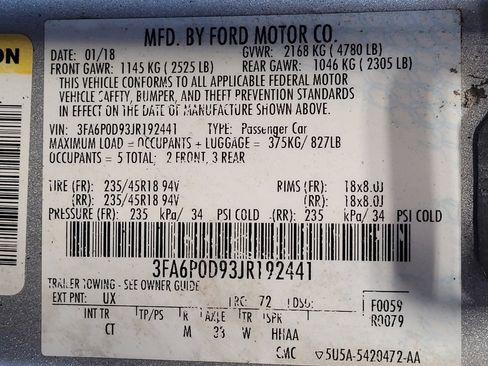 MFD. BY FORD MOTOR CO.
DATE: 01/18 GVWR: 2168 KG ( 4780 LB)
FRONT GAWR: 1145 KG ( 2525 LB) REAR GAWR: 1046 KG ( 2305 LB)
THIS VEHICLE CONFORMS TO ALL APPLICABLE FEDERAL MOTOR
VEHICLE SAFETY, BUMPER, AND THEFT PREVENTION STANDARDS
IN EFFECT ON THE DATE OF MANUFACTURE SHOWN ABOVE.
VIN: 3FA6P0D93JR192441 TYPE: Passenger Car
MAXIMUM LOAD = OCCUPANTS + LUGGAGE = 375KG/ 827LB
OCCUPANTS = 5 TOTAL: 2 FRONT, 3 REAR
TIRE (FR): 235/45R18 94V RIMS (FR): 18x8.0J
(RR): 235/45R18 94V (RR): 18x8.0J
PRESSURE (FR): 235 kPa/ 34 PSI COLD (RR): 235 kPa/ 34 PSI COLD
3FA6P0D93JR192441
TRAILER TOWING - SEE OWNER GUIDE
EXT PNT: UX RC: 72 DSO: F0059
R0079
INT TR TP/PS R AXLE TR SPR
CT M 33 W HHAA
CMC ▽5U5A-5420472-AA
ON